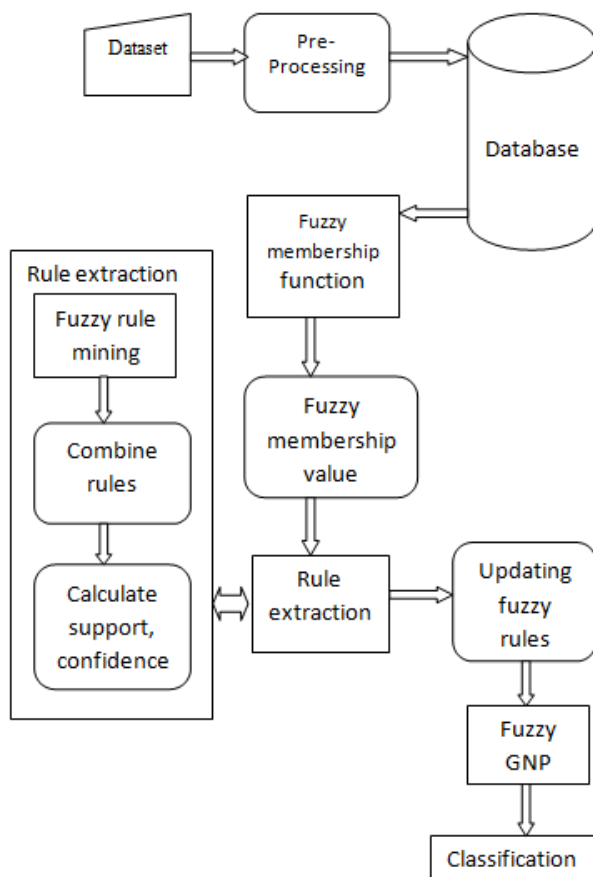 Dataset
Pre-
Processing
Database
Fuzzy
membership
function
Rule extraction
Fuzzy rule
mining
Combine
rules
Calculate
support,
confidence
Fuzzy
membership
value
Rule
extraction
Updating
fuzzy
rules
Fuzzy
GNP
Classification